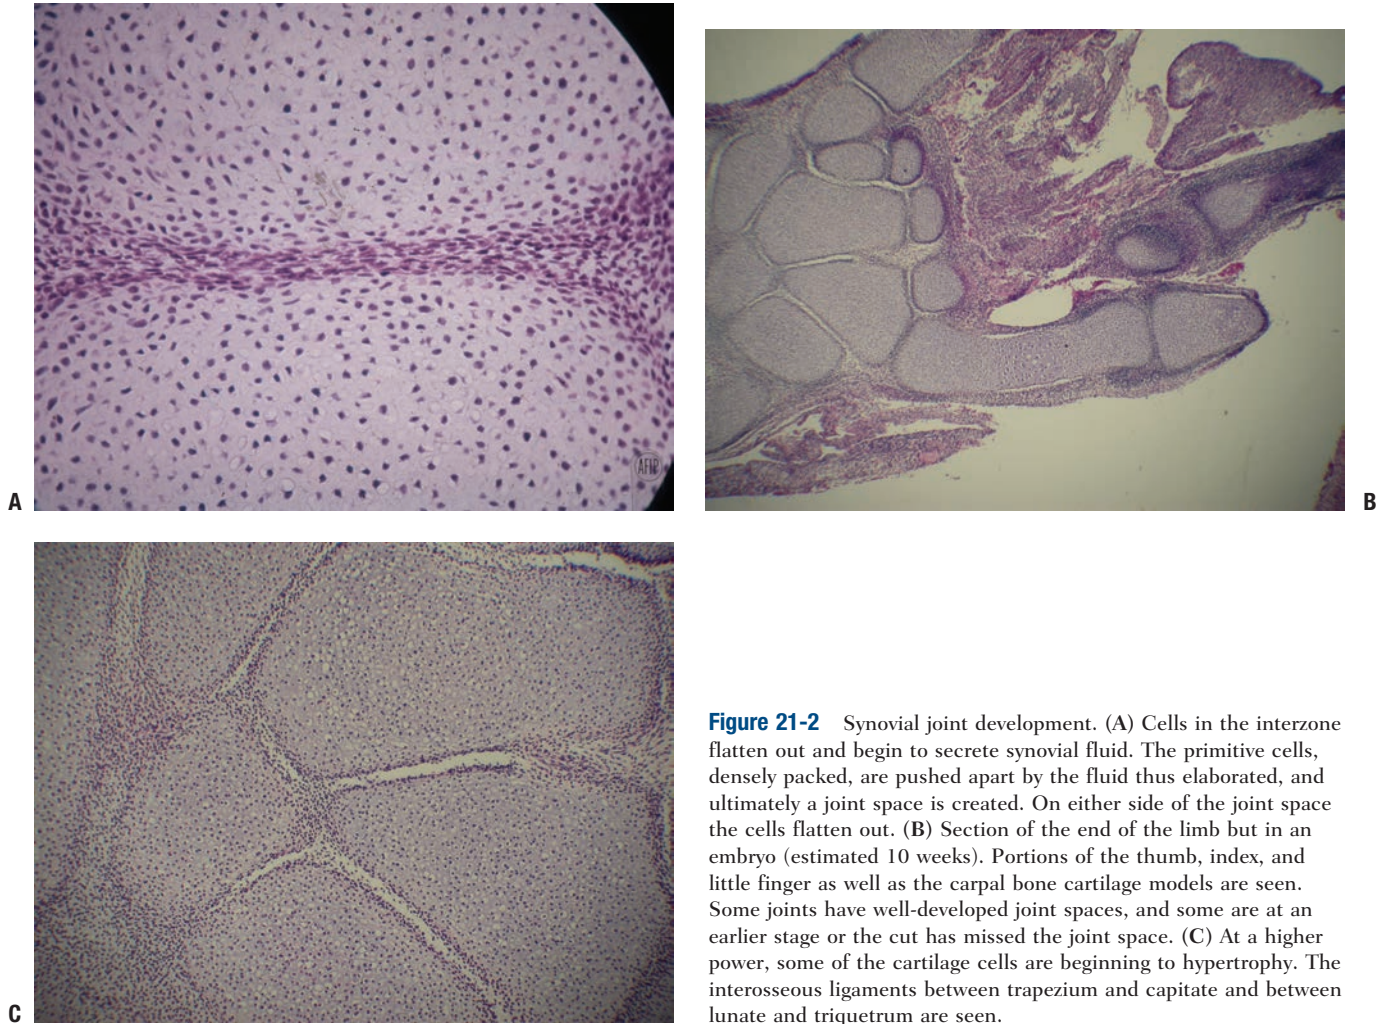 AFIP
A
B
C
Figure 21-2 Synovial joint development. (A) Cells in the interzone
flatten out and begin to secrete synovial fluid. The primitive cells,
densely packed, are pushed apart by the fluid thus elaborated, and
ultimately a joint space is created. On either side of the joint space
the cells flatten out. (B) Section of the end of the limb but in an
embryo (estimated 10 weeks). Portions of the thumb, index, and
little finger as well as the carpal bone cartilage models are seen.
Some joints have well-developed joint spaces, and some are at an
earlier stage or the cut has missed the joint space. (C) At a higher
power, some of the cartilage cells are beginning to hypertrophy. The
interosseous ligaments between trapezium and capitate and between
lunate and triquetrum are seen.